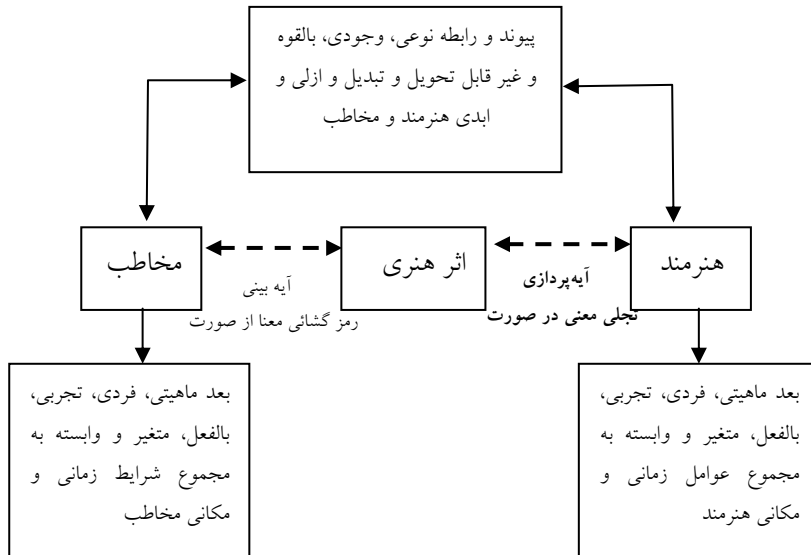 پیوند و رابطه نوعی، وجودی، بالقوه
و غیر قابل تحویل و تبدیل و ازلی و
ابدی هنرمند و مخاطب
هنرمند
آیه‌پردازی
تجلی معنی در صورت
اثر هنری
آیه بینی
رمز گشائی معنا از صورت
مخاطب
بعد ماهیتی، فردی، تجربی،
بالفعل، متغیر و وابسته به
مجموع عوامل زمانی و
مکانی هنرمند
بعد ماهیتی، فردی، تجربی،
بالفعل، متغیر و وابسته به
مجموع شرایط زمانی و
مکانی مخاطب